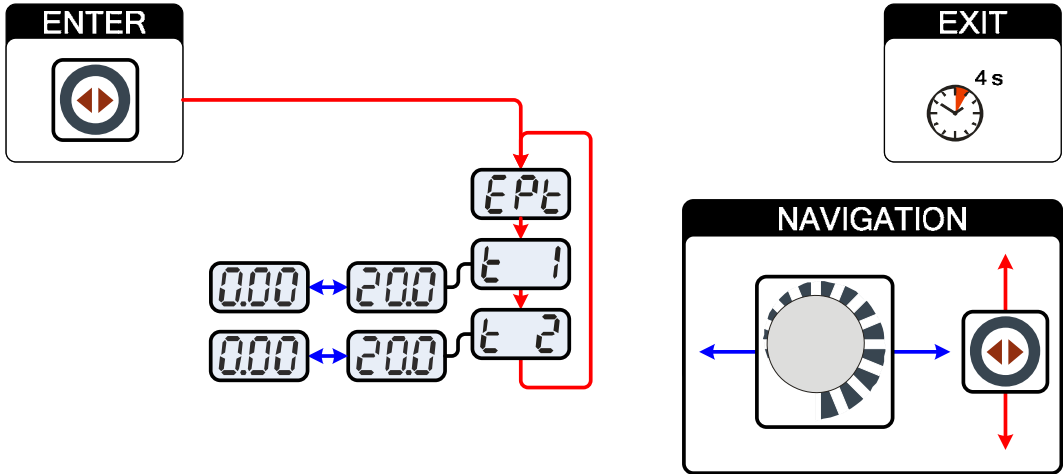 ENTER
EXIT
4 s
EPt
t 1
0.00 20.0
t 2
0.00 20.0
NAVIGATION